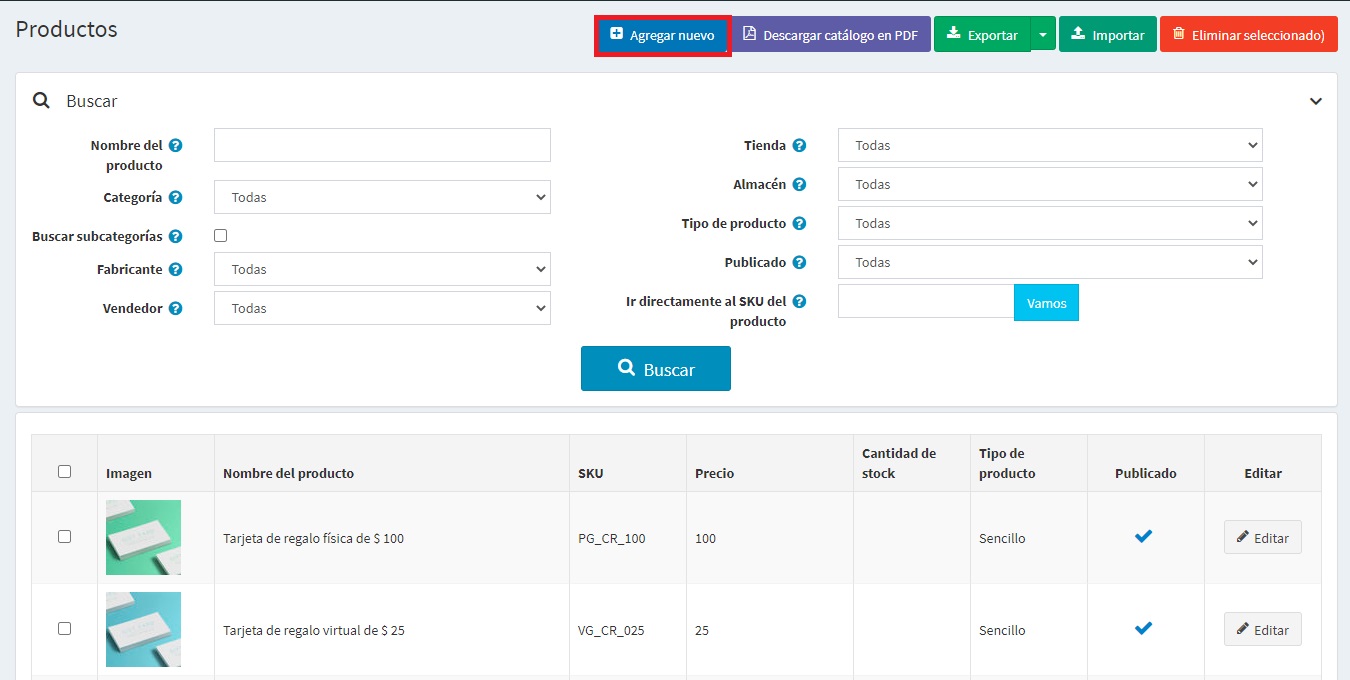 Productos
Agregar nuevo
Descargar catálogo en PDF
Exportar
Importar
Eliminar seleccionado)
Buscar
Nombre del
producto
Categoría
Todas
Buscar subcategorías
Fabricante
Todas
Vendedor
Todas
Tienda
Todas
Almacén
Todas
Tipo de producto
Todas
Publicado
Todas
Ir directamente al SKU del
producto
Vamos
Buscar
Imagen
Nombre del producto
SKU
Precio
Cantidad de
stock
Tipo de
producto
Publicado
Editar
Tarjeta de regalo física de $ 100
PG_CR_100
100
Sencillo
Editar
Tarjeta de regalo virtual de $ 25
VG_CR_025
25
Sencillo
Editar